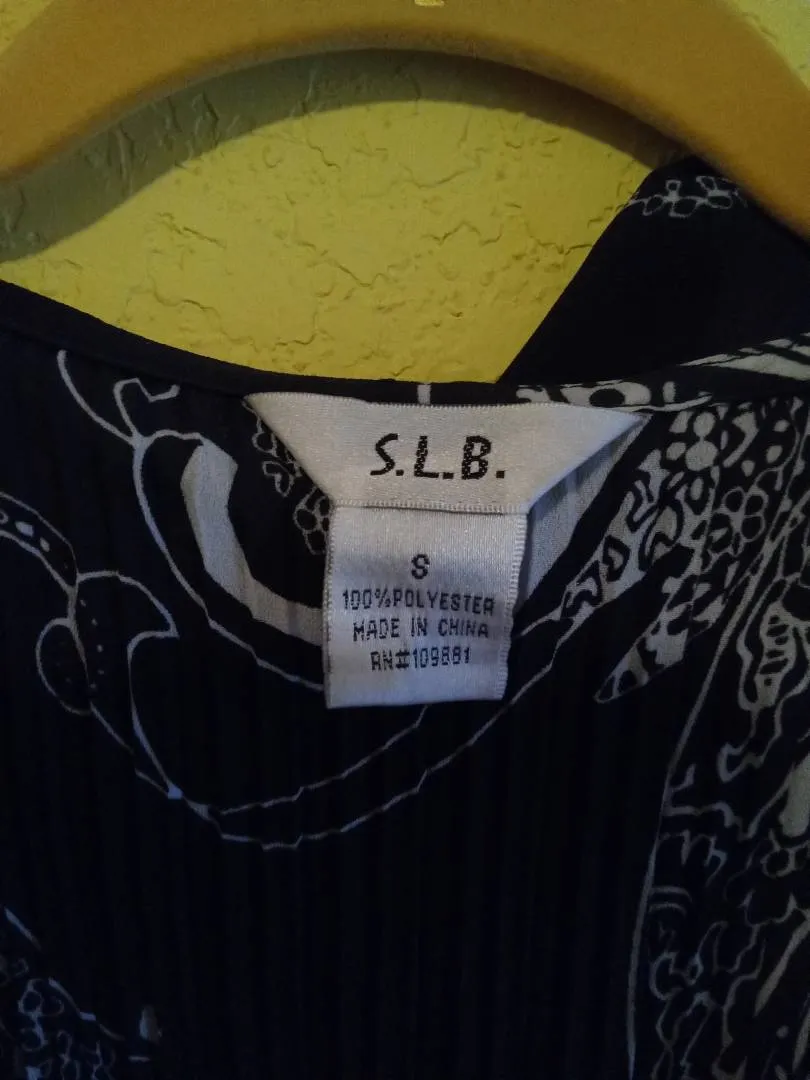 S.L.B.
S
100%POLYESTER
MADE IN CHINA
RN#109881